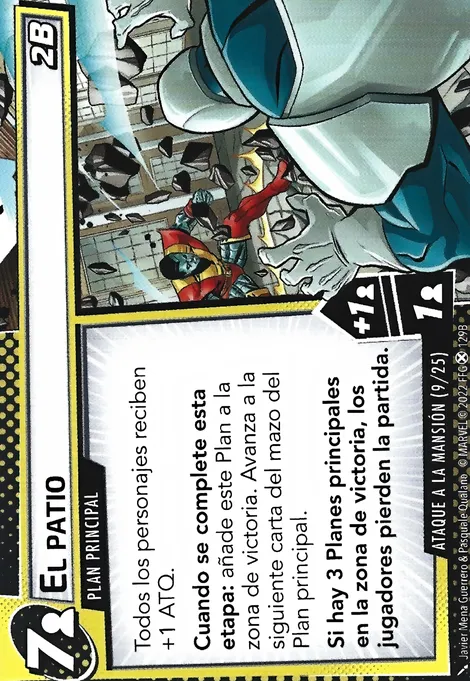 7
EL PATIO
2B
PLAN PRINCIPAL
Todos los personajes reciben
+1 ATQ.
Cuando se complete esta
etapa: añade este Plan a la
zona de victoria. Avanza a la
siguiente carta del mazo del
Plan principal.
Si hay 3 Planes principales
en la zona de victoria, los
jugadores pierden la partida.
+1
1
ATAQUE A LA MANSIÓN (9/25)
Javier Mena Guerrero & Pasquale Qualano © MARVEL © 2022 FFG 129B